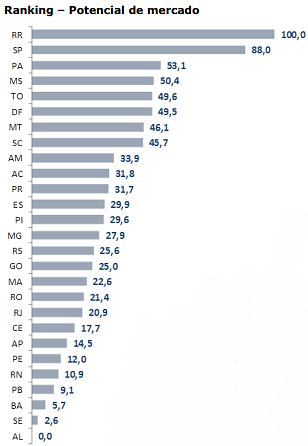 Ranking – Potencial de mercado
RR 100,0
SP 88,0
PA 53,1
MS 50,4
TO 49,6
DF 49,5
MT 46,1
SC 45,7
AM 33,9
AC 31,8
PR 31,7
ES 29,9
PI 29,6
MG 27,9
RS 25,6
GO 25,0
MA 22,6
RO 21,4
RJ 20,9
CE 17,7
AP 14,5
PE 12,0
RN 10,9
PB 9,1
BA 5,7
SE 2,6
AL 0,0